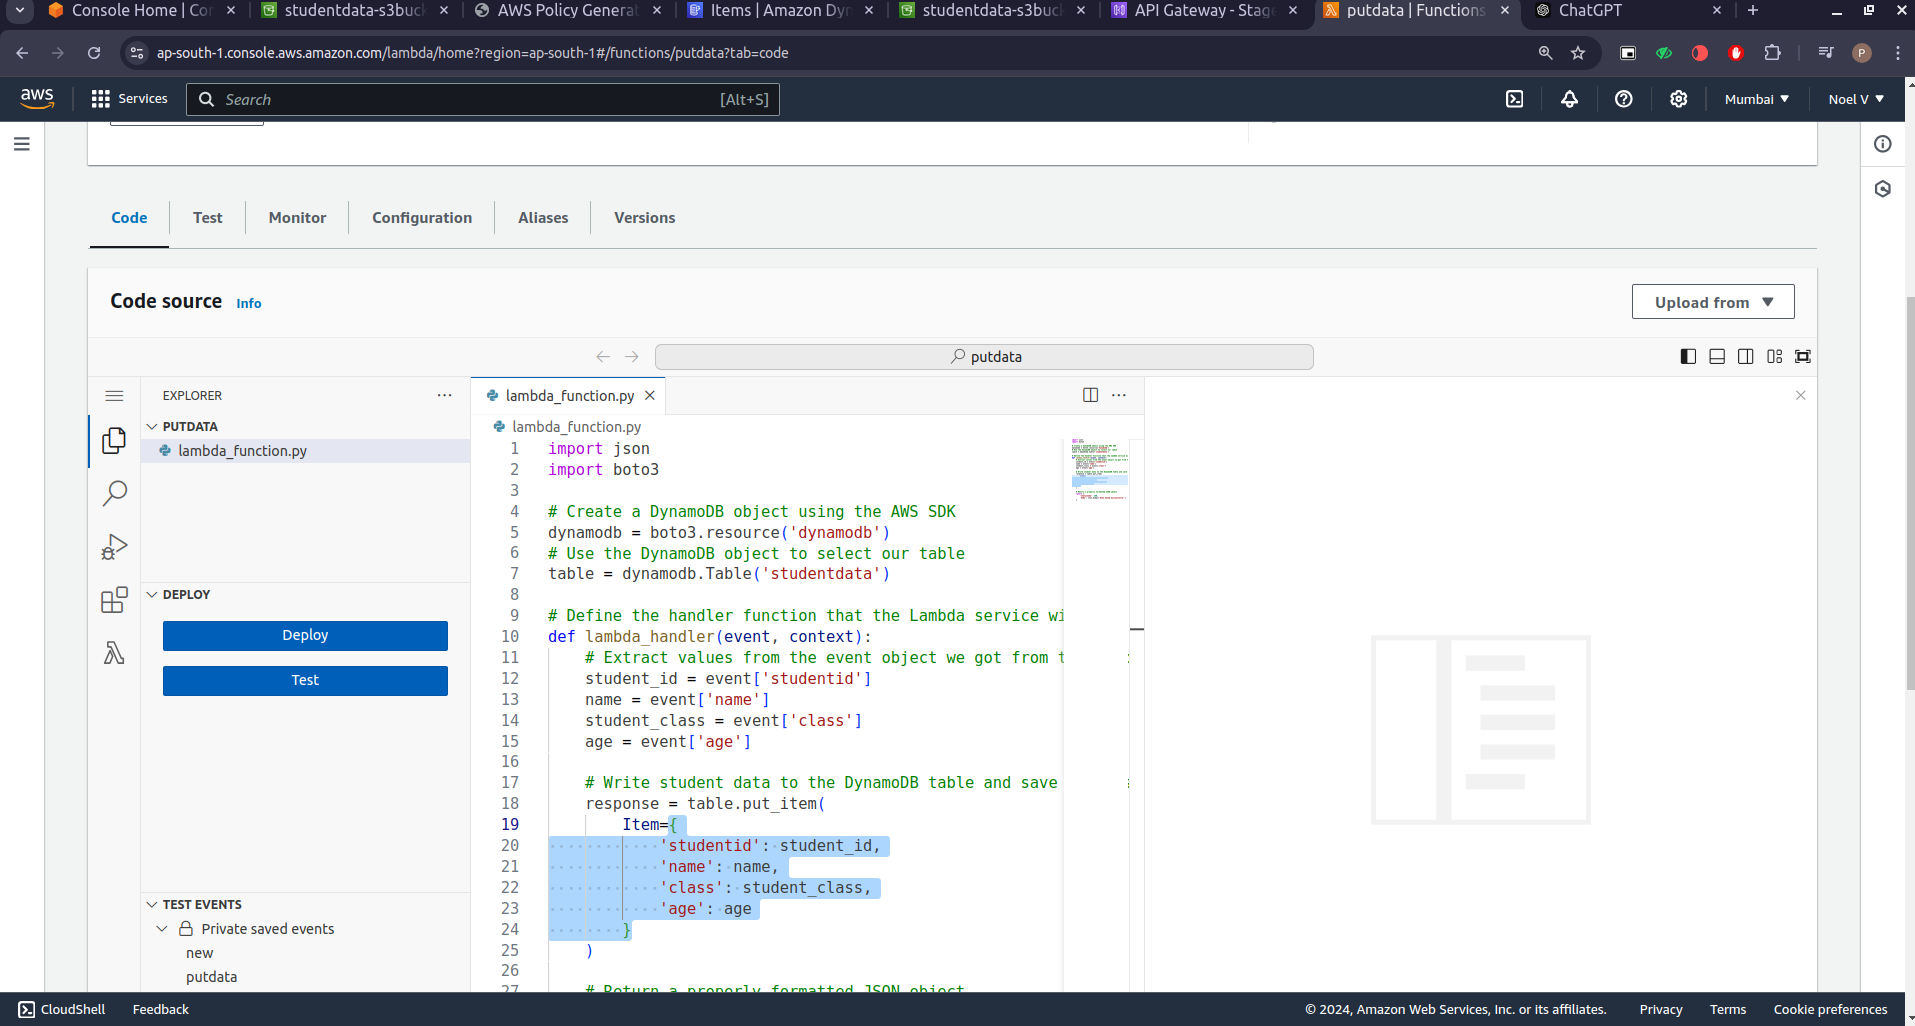 Console Home | Co
studentdata-s3buck
AWS Policy Generat
Items | Amazon Dyn
studentdata-s3buck
API Gateway - Stage
putdata | Functions
ChatGPT
ap-south-1.console.aws.amazon.com/lambda/home?region=ap-south-1#/functions/putdata?tab=code
P
aws
Services
Search
[Alt+S]
Mumbai
Noel V
Code
Test
Monitor
Configuration
Aliases
Versions
Code source Info
Upload from
putdata
EXPLORER
PUTDATA
lambda_function.py
DEPLOY
Deploy
Test
TEST EVENTS
Private saved events
new
putdata
lambda_function.py
lambda_function.py
1 import json
2 import boto3
3
4 # Create a DynamoDB object using the AWS SDK
5 dynamodb = boto3.resource('dynamodb')
6 # Use the DynamoDB object to select our table
7 table = dynamodb.Table('studentdata')
8
9 # Define the handler function that the Lambda service wi
10 def lambda_handler(event, context):
11 # Extract values from the event object we got from t
12 student_id = event['studentid']
13 name = event['name']
14 student_class = event['class']
15 age = event['age']
16
17 # Write student data to the DynamoDB table and save
18 response = table.put_item(
19 Item={
20 'studentid': student_id,
21 'name': name,
22 'class': student_class,
23 'age': age
24 }
25 )
26
27 # Return a properly formatted JSON object
CloudShell
Feedback
© 2024, Amazon Web Services, Inc. or its affiliates.
Privacy
Terms
Cookie preferences